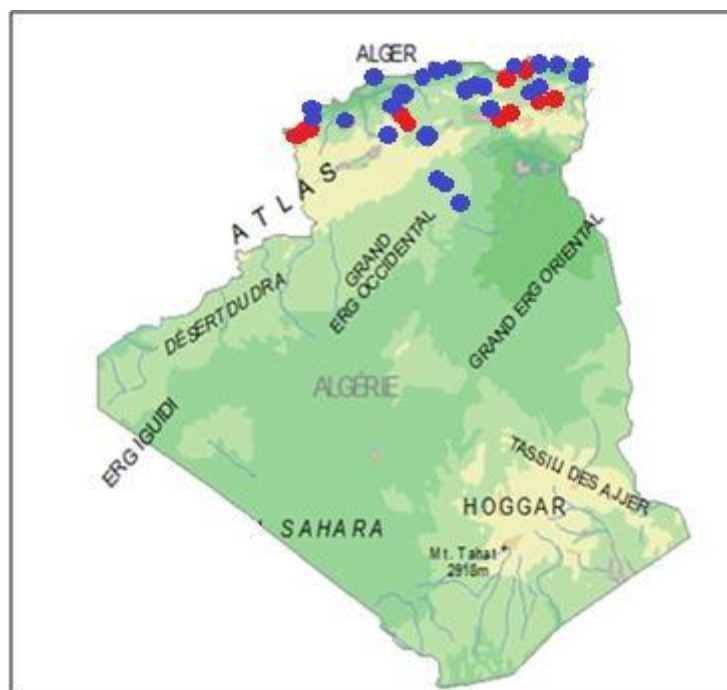 ALGER
ATLAS
DÉSERT DU DRA
GRAND
ERG OCCIDENTAL
GRAND ERG ORIENTAL
ALGÉRIE
ERG IGUIDI
TASSILI DES AJJER
HOGGAR
SAHARA
Mt. Tahat
2918m